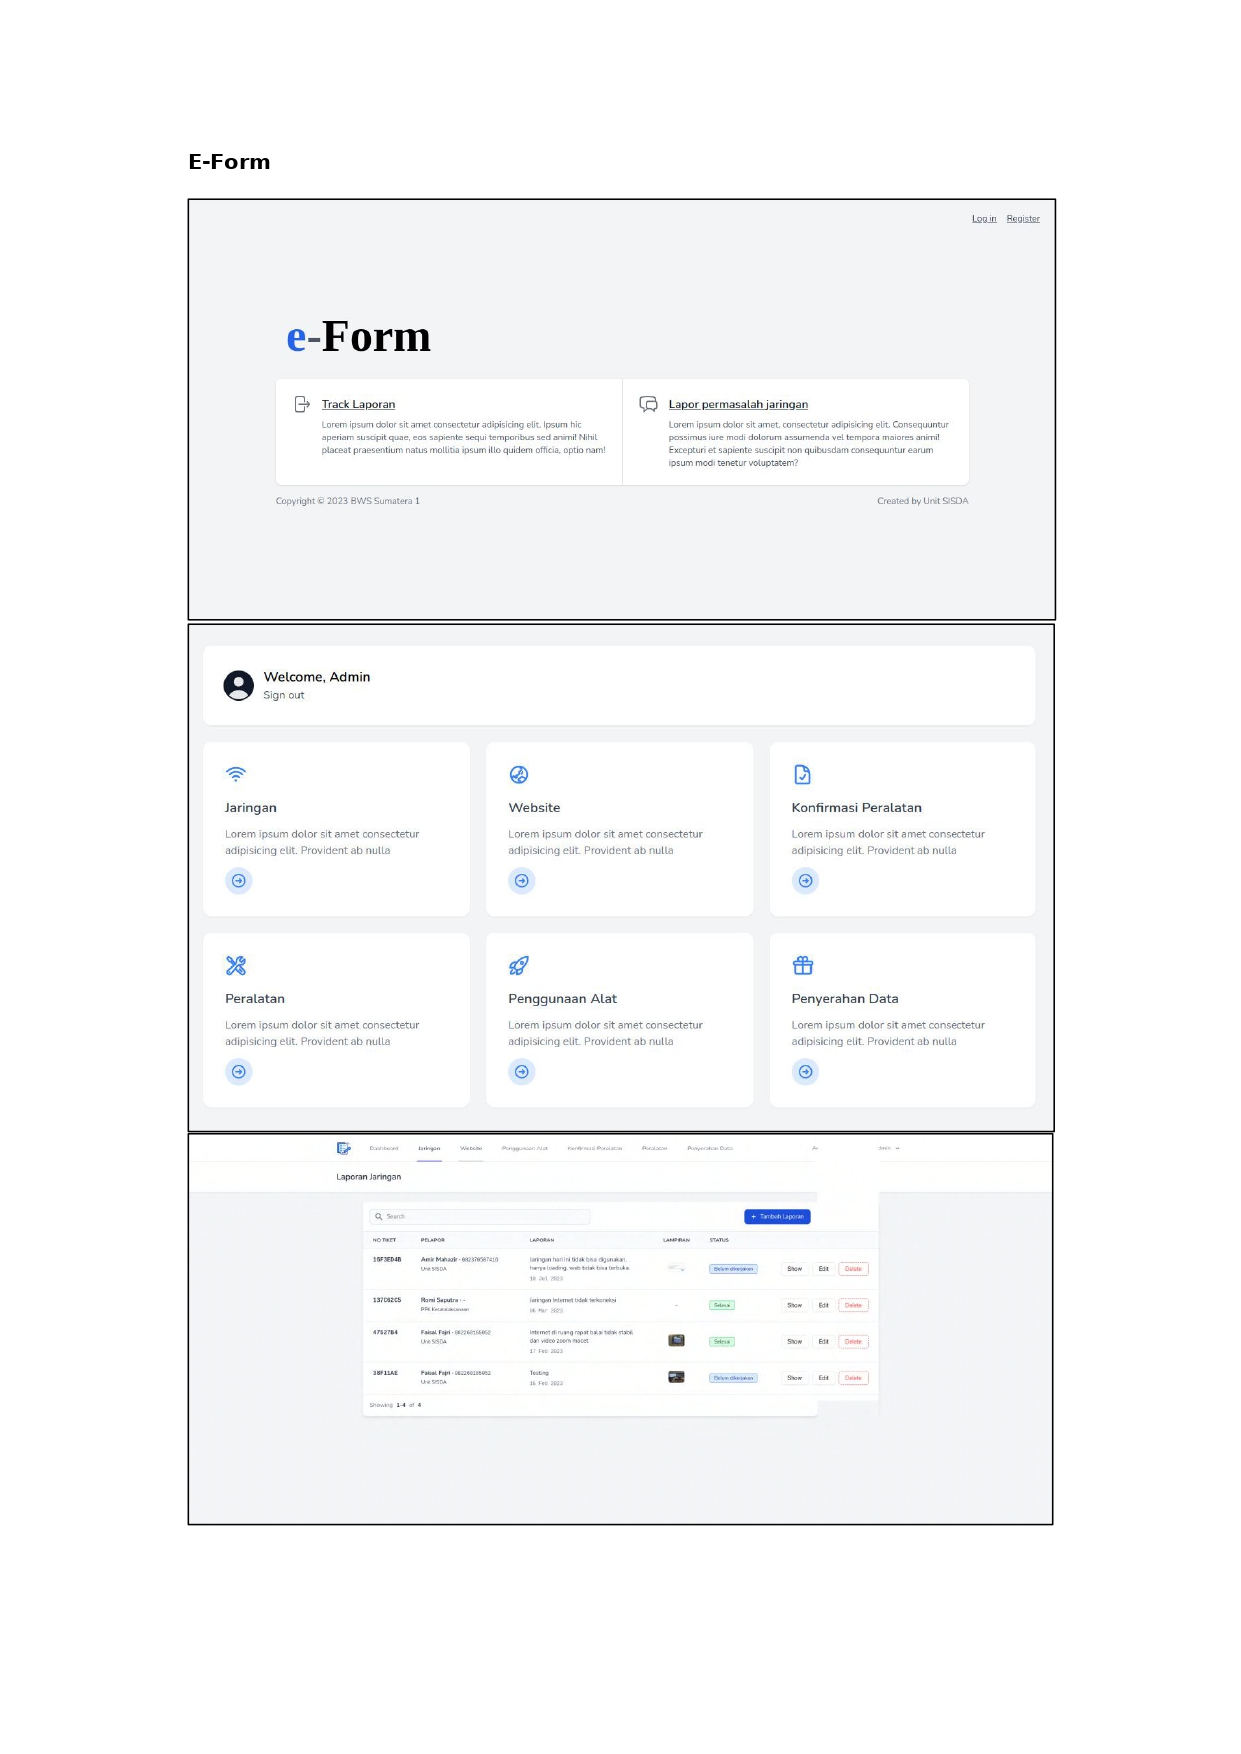 E-Form
Log in Register
e-Form
Track Laporan
Lorem ipsum dolor sit amet consectetur adipisicing elit. Ipsum hic
aperiam suscipit quae, eos sapiente sequi temporibus sed animi! Nihil
placeat praesentium natus mollitia ipsum illo quidem officia, optio nam!
Lapor permasalah jaringan
Lorem ipsum dolor sit amet, consectetur adipisicing elit. Consequuntur
possimus iure modi dolorum assumenda vel tempora maiores animi!
Excepturi et sapiente suscipit non quibusdam consequuntur earum
ipsum modi tenetur voluptatem?
Copyright © 2023 BWS Sumatera 1
Created by Unit SISDA
Welcome, Admin
Sign out
Jaringan
Lorem ipsum dolor sit amet consectetur
adipisicing elit. Provident ab nulla
Website
Lorem ipsum dolor sit amet consectetur
adipisicing elit. Provident ab nulla
Konfirmasi Peralatan
Lorem ipsum dolor sit amet consectetur
adipisicing elit. Provident ab nulla
Peralatan
Lorem ipsum dolor sit amet consectetur
adipisicing elit. Provident ab nulla
Penggunaan Alat
Lorem ipsum dolor sit amet consectetur
adipisicing elit. Provident ab nulla
Penyerahan Data
Lorem ipsum dolor sit amet consectetur
adipisicing elit. Provident ab nulla
Dashboard Jaringan Website Penggunaan Alat Konfirmasi Peralatan Peralatan Penyerahan Data
Laporan Jaringan
Search
+ Tambah Laporan
NO TIKET PELAPOR LAPORAN LAMPIRAN STATUS
16F3ED4B Amir Mahazir - Jaringan hari ini tidak bisa digunakan,
Unit SISDA hanya loading, web tidak bisa terbuka.
Belum dikerjakan Show Edit Delete
10 Jul 2023
137C62C5 Romi Saputra - - Jaringan Internet tidak terkoneksi
PPK Ketatalaksanaan 06 Mar 2023
- Selesai Show Edit Delete
47527B4 Faisal Fajri - Internet di ruang rapat balai tidak stabil
Unit SISDA dan video zoom macet
Selesai Show Edit Delete
17 Feb 2023
38F11AE Faisal Fajri - Testing
Unit SISDA 16 Feb 2023
Belum dikerjakan Show Edit Delete
Showing 1-4 of 4